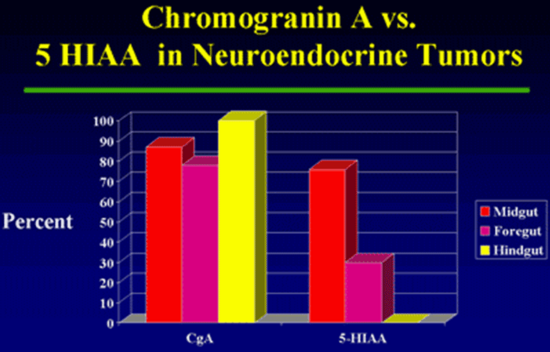 Chromogranin A vs.
5 HIAA in Neuroendocrine Tumors
100
90
80
70
60
50
40
30
20
10
0
Percent
CgA
5-HIAA
Midgut
Foregut
Hindgut